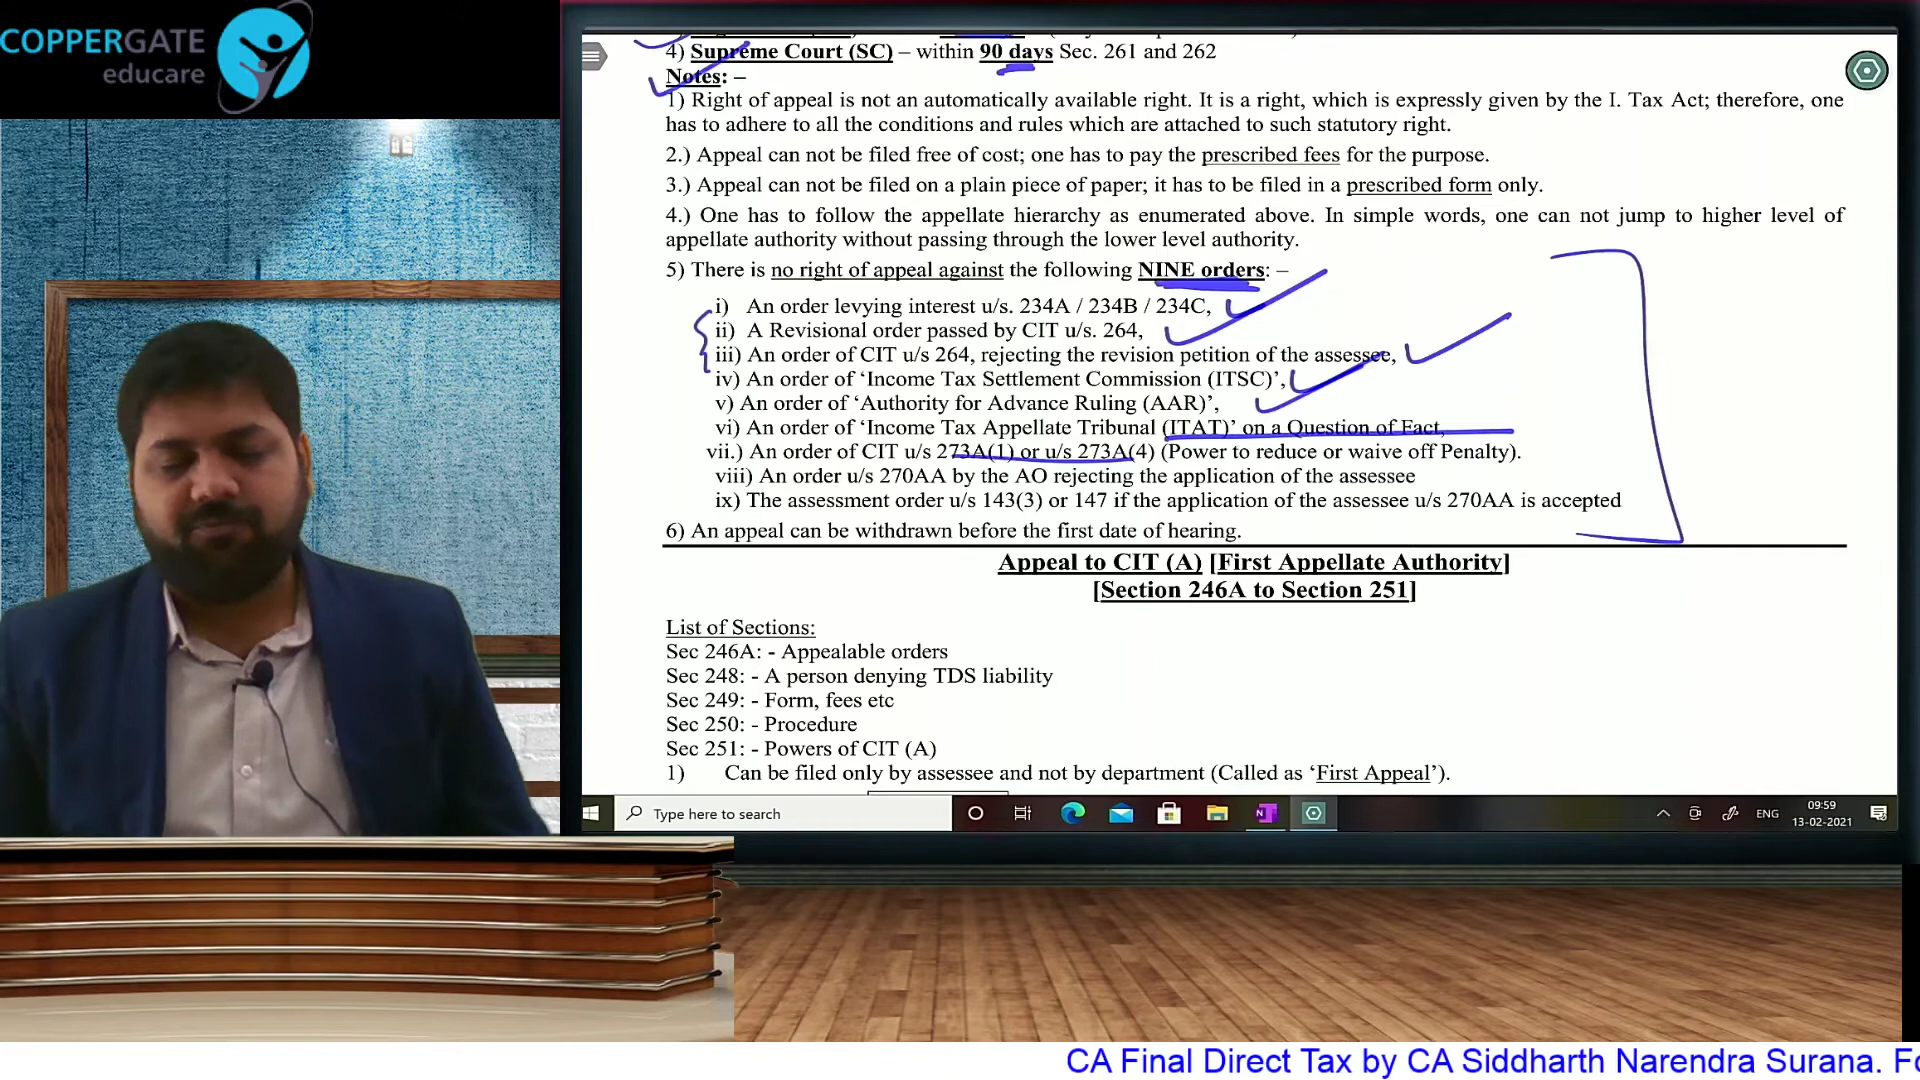 COPPERGATE
educare
4) Supreme Court (SC) – within 90 days Sec. 261 and 262
Notes: –
1) Right of appeal is not an automatically available right. It is a right, which is expressly given by the I. Tax Act; therefore, one
has to adhere to all the conditions and rules which are attached to such statutory right.
2.) Appeal can not be filed free of cost; one has to pay the prescribed fees for the purpose.
3.) Appeal can not be filed on a plain piece of paper; it has to be filed in a prescribed form only.
4.) One has to follow the appellate hierarchy as enumerated above. In simple words, one can not jump to higher level of
appellate authority without passing through the lower level authority.
5) There is no right of appeal against the following NINE orders: –
i) An order levying interest u/s. 234A / 234B / 234C,
ii) A Revisional order passed by CIT u/s. 264,
iii) An order of CIT u/s 264, rejecting the revision petition of the assessee,
iv) An order of ‘Income Tax Settlement Commission (ITSC)’,
v) An order of ‘Authority for Advance Ruling (AAR)’,
vi) An order of ‘Income Tax Appellate Tribunal (ITAT)’ on a Question of Fact,
vii.) An order of CIT u/s 273A(1) or u/s 273A(4) (Power to reduce or waive off Penalty).
viii) An order u/s 270AA by the AO rejecting the application of the assessee
ix) The assessment order u/s 143(3) or 147 if the application of the assessee u/s 270AA is accepted
6) An appeal can be withdrawn before the first date of hearing.
Appeal to CIT (A) [First Appellate Authority]
[Section 246A to Section 251]
List of Sections:
Sec 246A: - Appealable orders
Sec 248: - A person denying TDS liability
Sec 249: - Form, fees etc
Sec 250: - Procedure
Sec 251: - Powers of CIT (A)
1) Can be filed only by assessee and not by department (Called as ‘First Appeal’).
Type here to search
ENG
09:59
13-02-2021
CA Final Direct Tax by CA Siddharth Narendra Surana. Fo